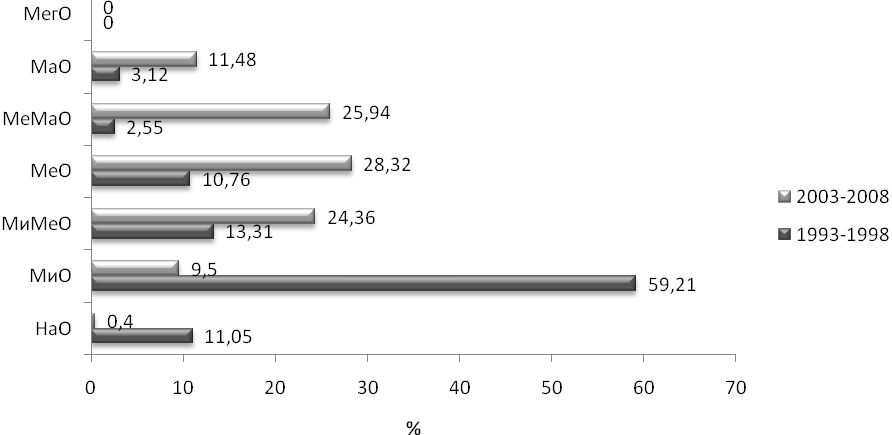 МегО
0
0
МаО
11,48
3,12
МеМаО
25,94
2,55
МеО
28,32
10,76
МиМеО
24,36
13,31
МиО
9,5
59,21
НаО
0,4
11,05
0 10 20 30 40 50 60 70
%
2003-2008
1993-1998